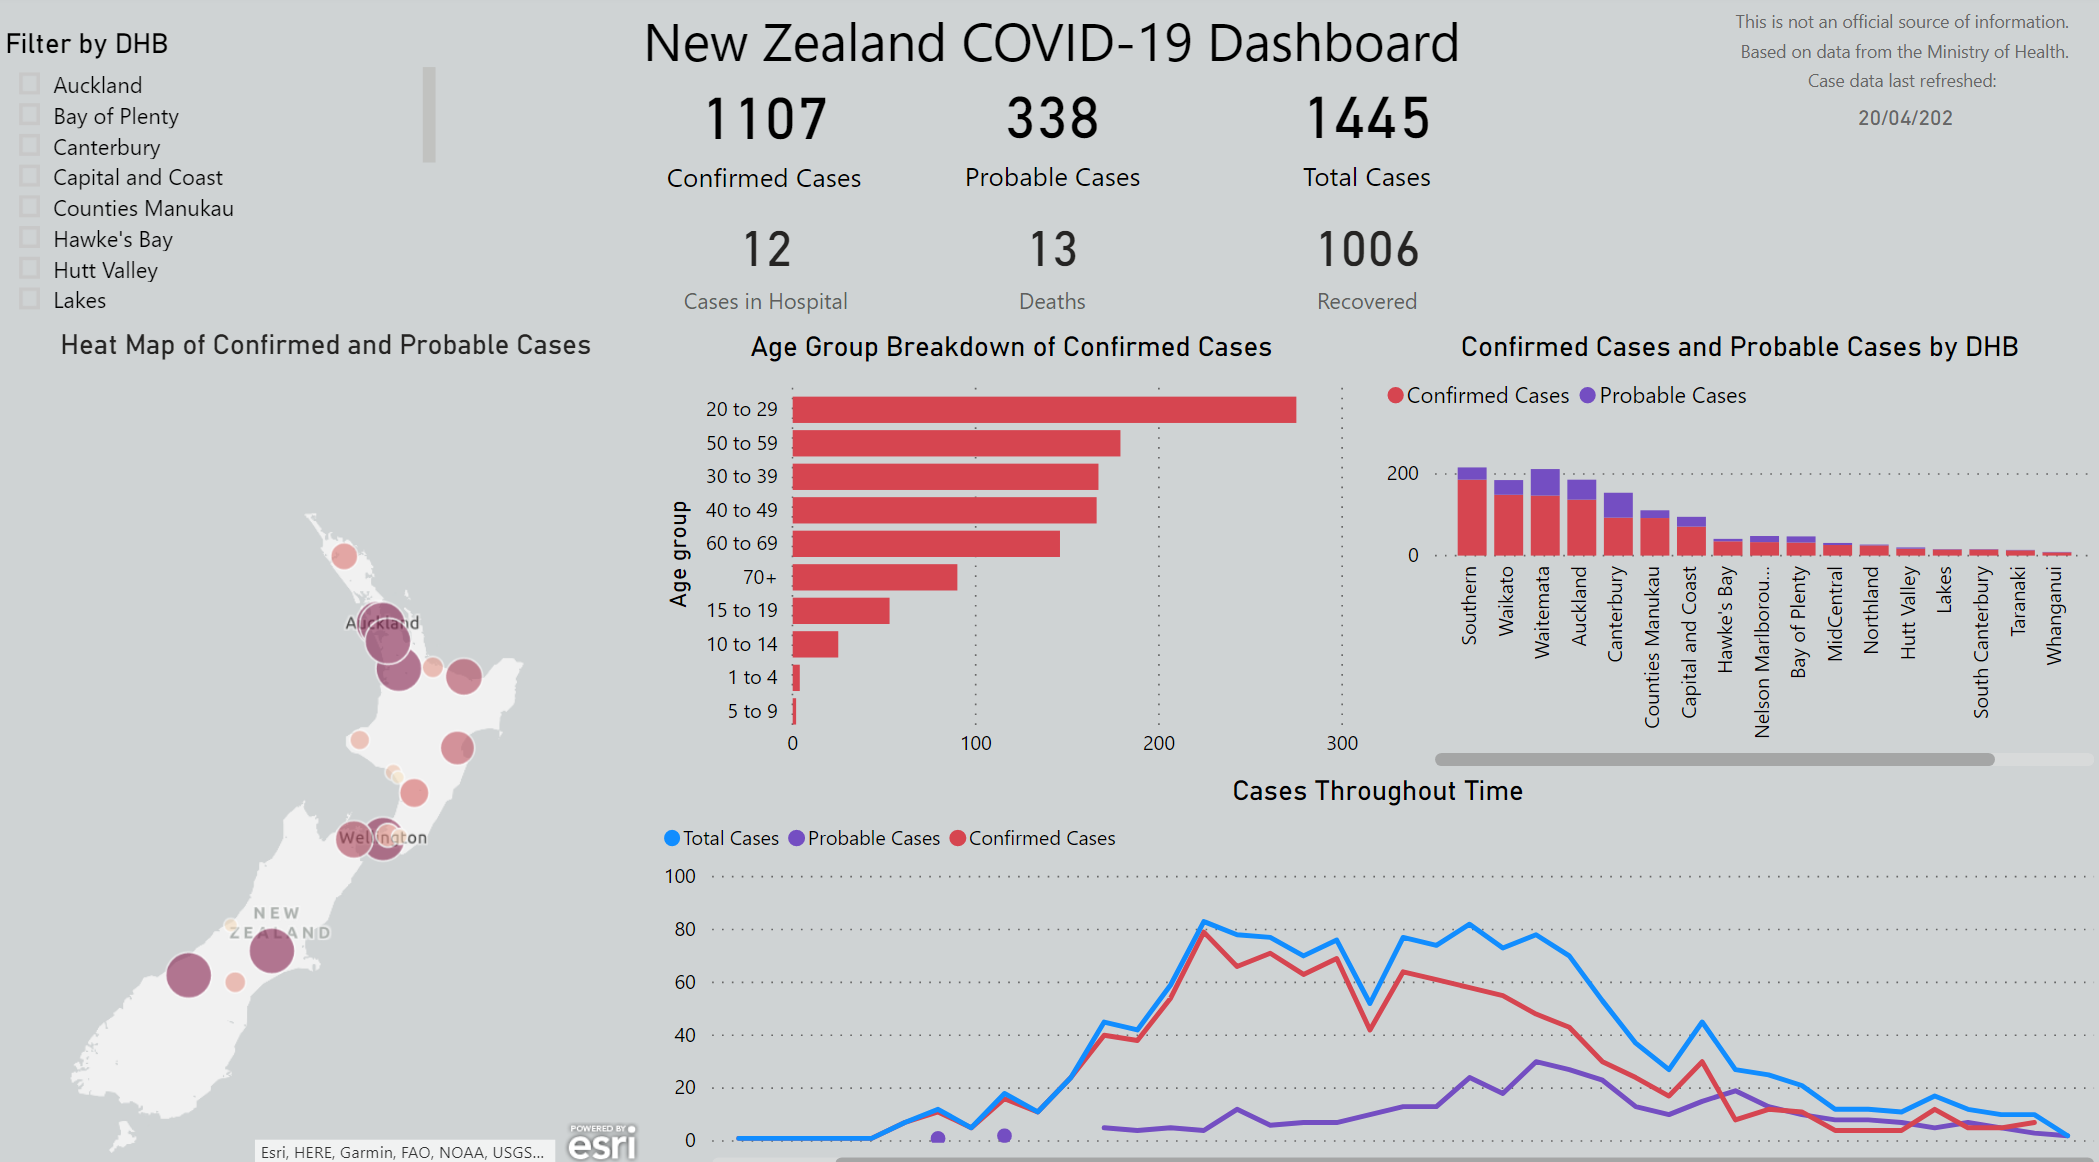 New Zealand COVID-19 Dashboard
This is not an official source of information.
Based on data from the Ministry of Health.
Case data last refreshed:
20/04/202
Filter by DHB
Auckland
Bay of Plenty
Canterbury
Capital and Coast
Counties Manukau
Hawke's Bay
Hutt Valley
Lakes
1107
Confirmed Cases
338
Probable Cases
1445
Total Cases
12
Cases in Hospital
13
Deaths
1006
Recovered
Heat Map of Confirmed and Probable Cases
Auckland
Wellington
NEW
ZEALAND
Esri, HERE, Garmin, FAO, NOAA, USGS...
POWERED BY
esri
Age Group Breakdown of Confirmed Cases
Age group
20 to 29
50 to 59
30 to 39
40 to 49
60 to 69
70+
15 to 19
10 to 14
1 to 4
5 to 9
0 100 200 300
Confirmed Cases and Probable Cases by DHB
Confirmed Cases Probable Cases
200
0
Southern
Waikato
Waitemata
Auckland
Canterbury
Counties Manukau
Capital and Coast
Hawke's Bay
Nelson Marlborou...
Bay of Plenty
MidCentral
Northland
Hutt Valley
Lakes
South Canterbury
Taranaki
Whanganui
Cases Throughout Time
Total Cases Probable Cases Confirmed Cases
100
80
60
40
20
0